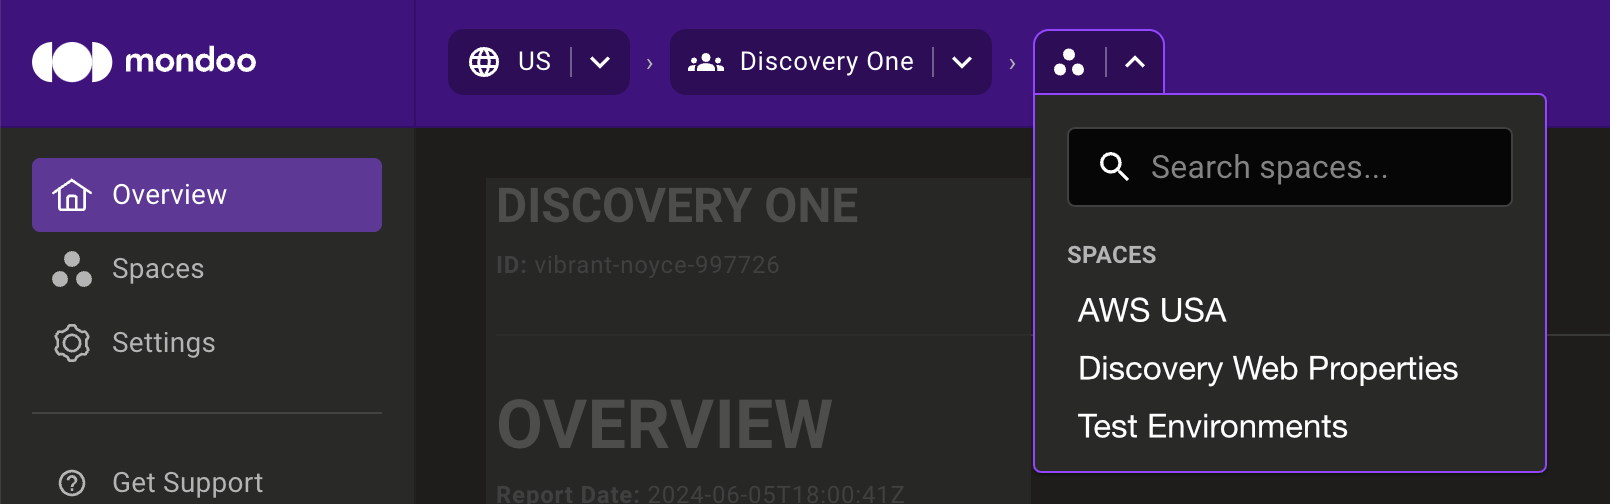 mondoo
US
›
Discovery One
›
Search spaces...
SPACES
AWS USA
Discovery Web Properties
Test Environments
Overview
Spaces
Settings
Get Support
DISCOVERY ONE
ID: vibrant-noyce-997726
OVERVIEW
Report Date: 2024-06-05T18:00:41Z